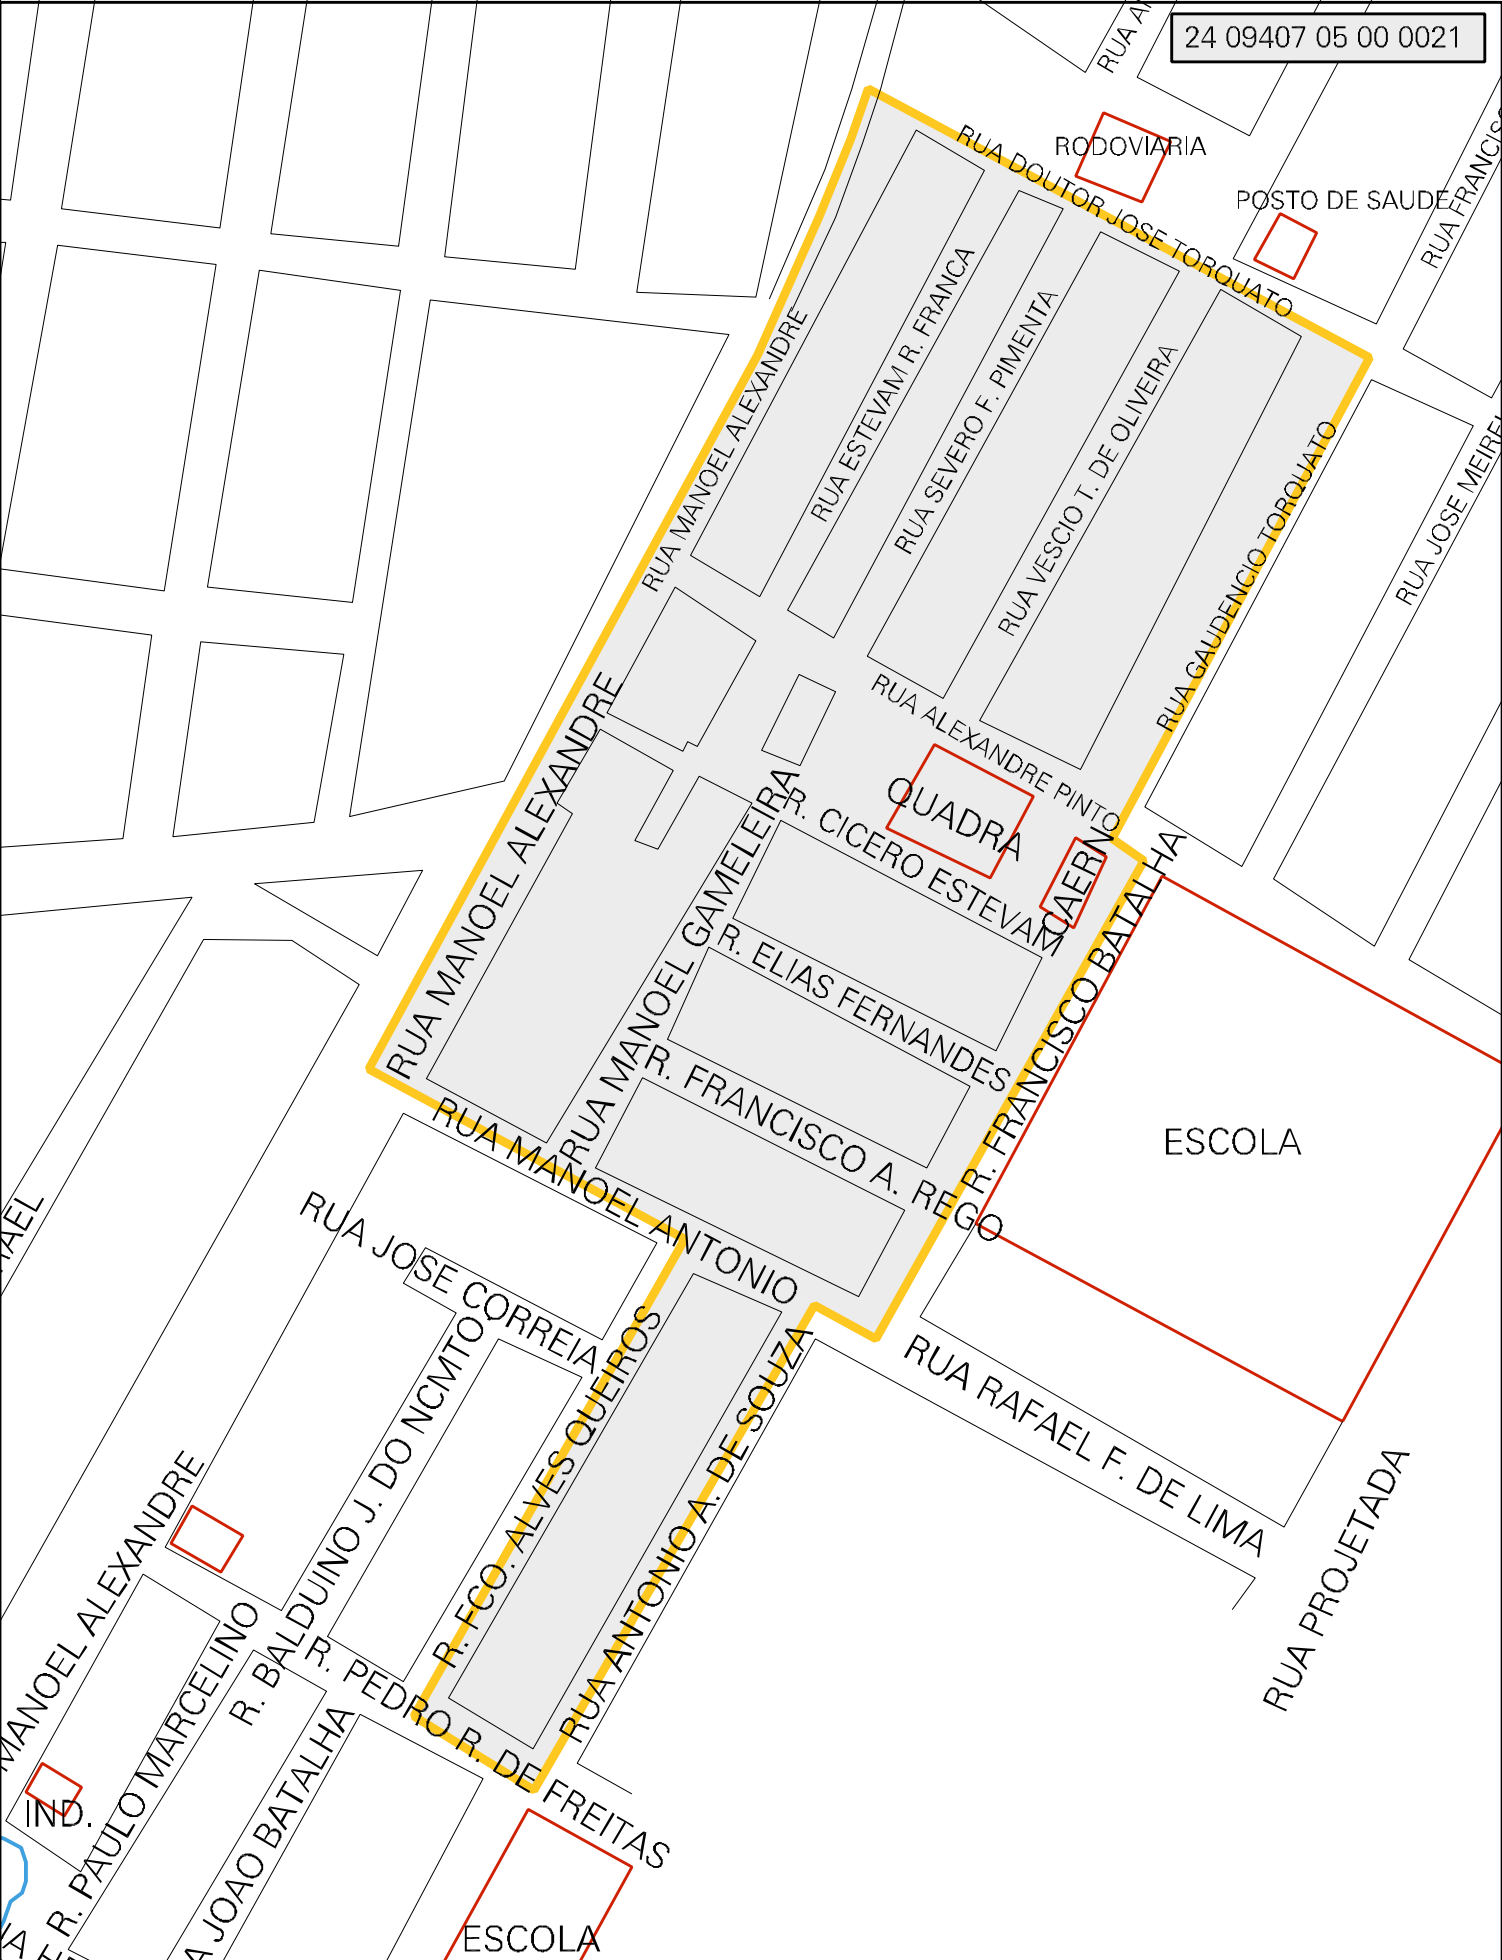 24 09407 05 00 0021
RODOVIARIA
POSTO DE SAUDE
RUA DOUTOR JOSE TORQUATO
RUA MANOEL ALEXANDRE
RUA ESTEVAM R. FRANCA
RUA SEVERO F. PIMENTA
RUA VESCIO T. DE OLIVEIRA
RUA GAUDENCIO TORQUATO
RUA ALEXANDRE PINTO
RUA MANOEL ALEXANDRE
RUA MANOEL GAMELEIRA
QUADRA
CAERN
R. CICERO ESTEVAM
R. ELIAS FERNANDES
R. FRANCISCO A. REGO
R. FRANCISCO BATALHA
ESCOLA
RUA MANOEL ANTONIO
RUA JOSE CORREIA
R. BALDUINO J. DO NCMTO
R. FCO. ALVES QUEIROS
RUA ANTONIO A. DE SOUZA
RUA RAFAEL F. DE LIMA
RUA PROJETADA
MANOEL ALEXANDRE
R. PAULO MARCELINO
R. PEDRO R. DE FREITAS
A JOAO BATALHA
IND.
ESCOLA